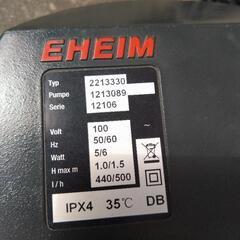 EHEIM
Typ 2213330
Pumpe 1213089
Serie 12106
Volt 100 ~
Hz 50/60
Watt 5/6
H max m 1.0/1.5
l / h 440/500
IPX4 35℃ DB